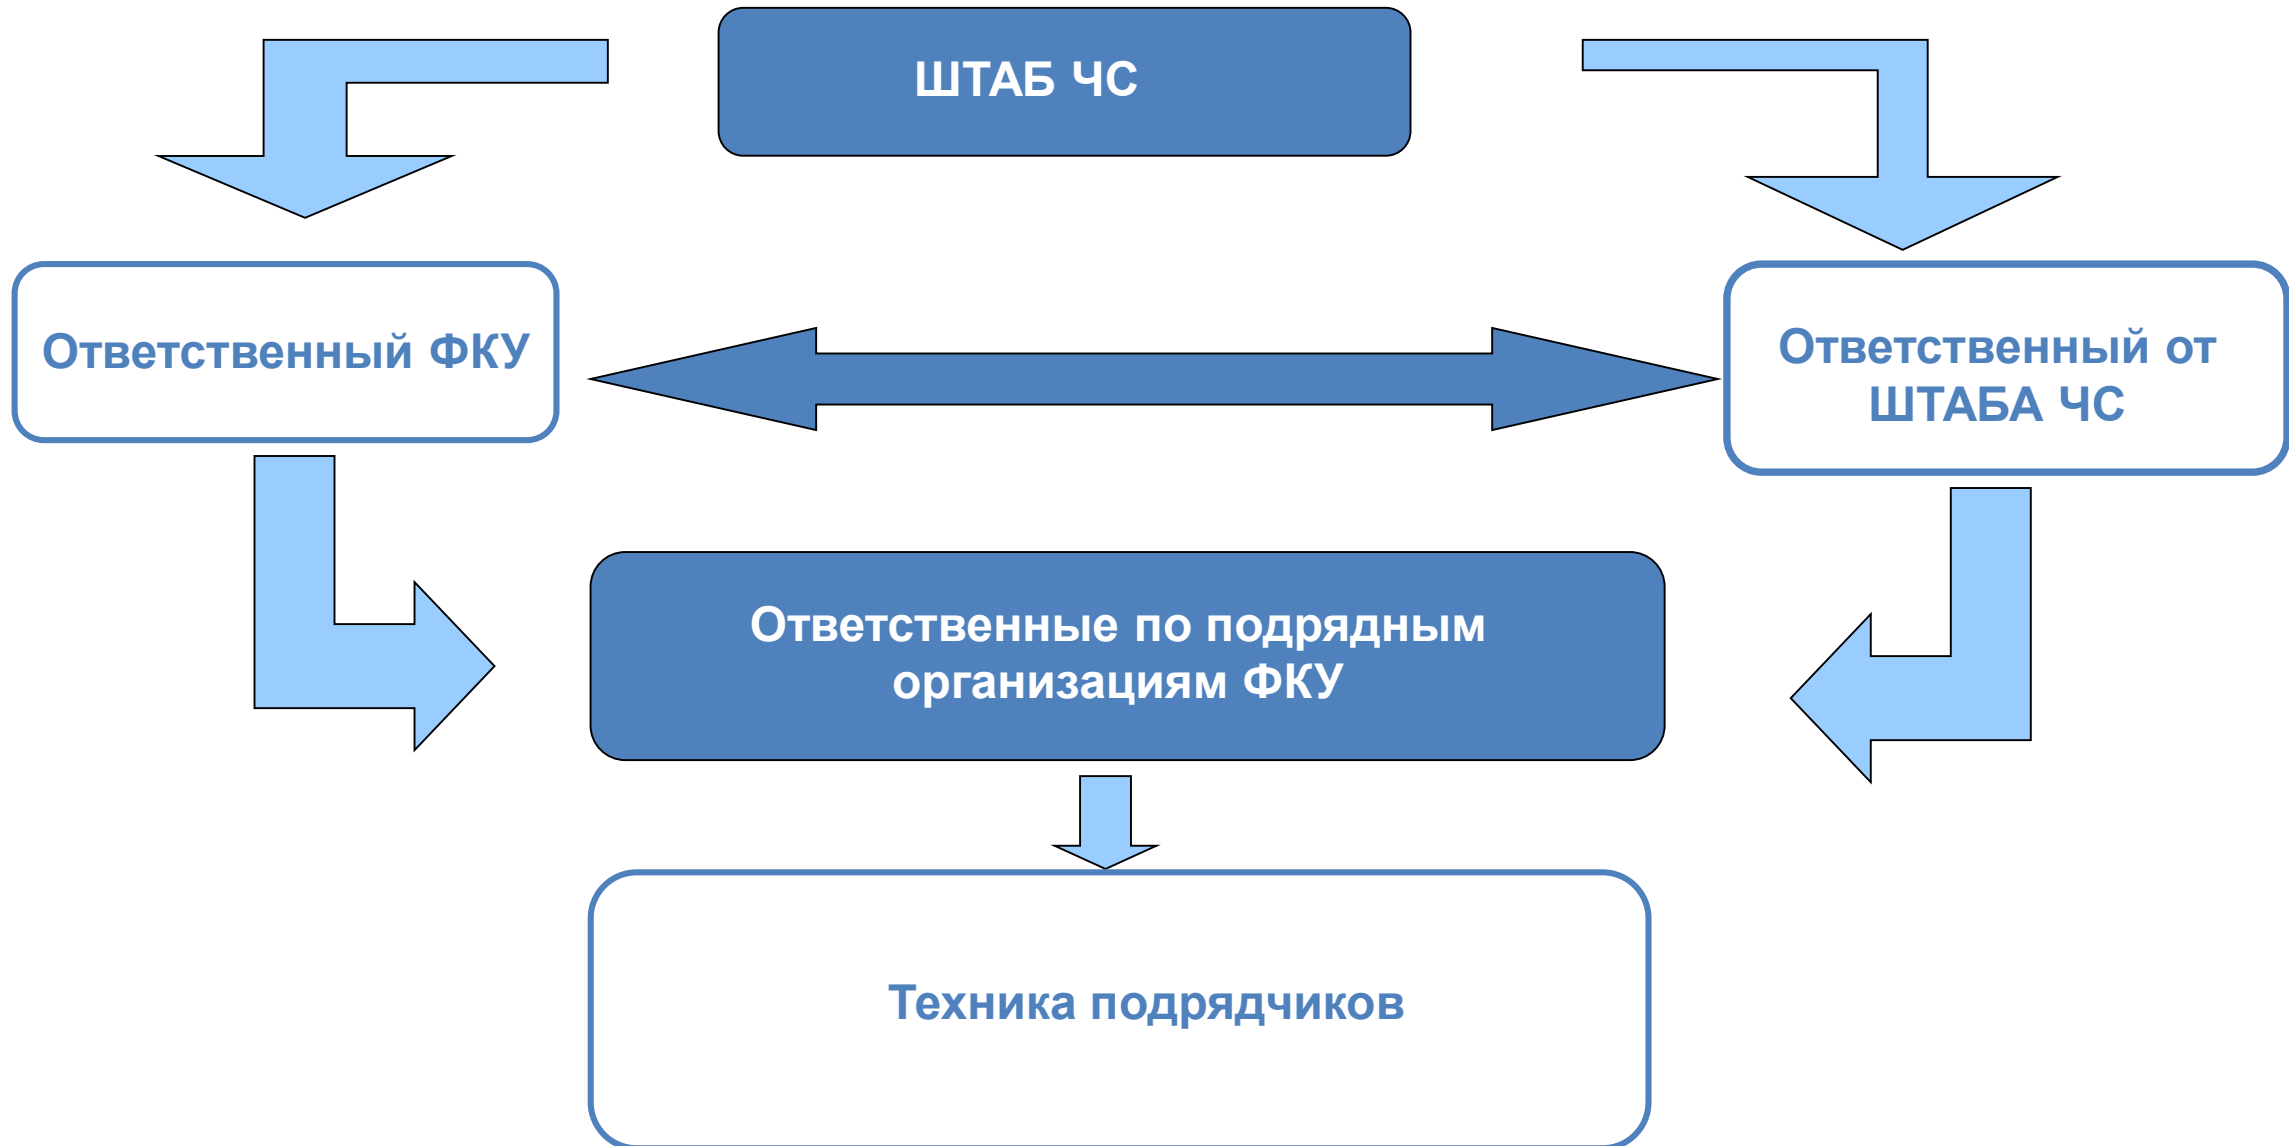 ШТАБ ЧС
Ответственный ФКУ
Ответственный от
ШТАБА ЧС
Ответственные по подрядным
организациям ФКУ
Техника подрядчиков